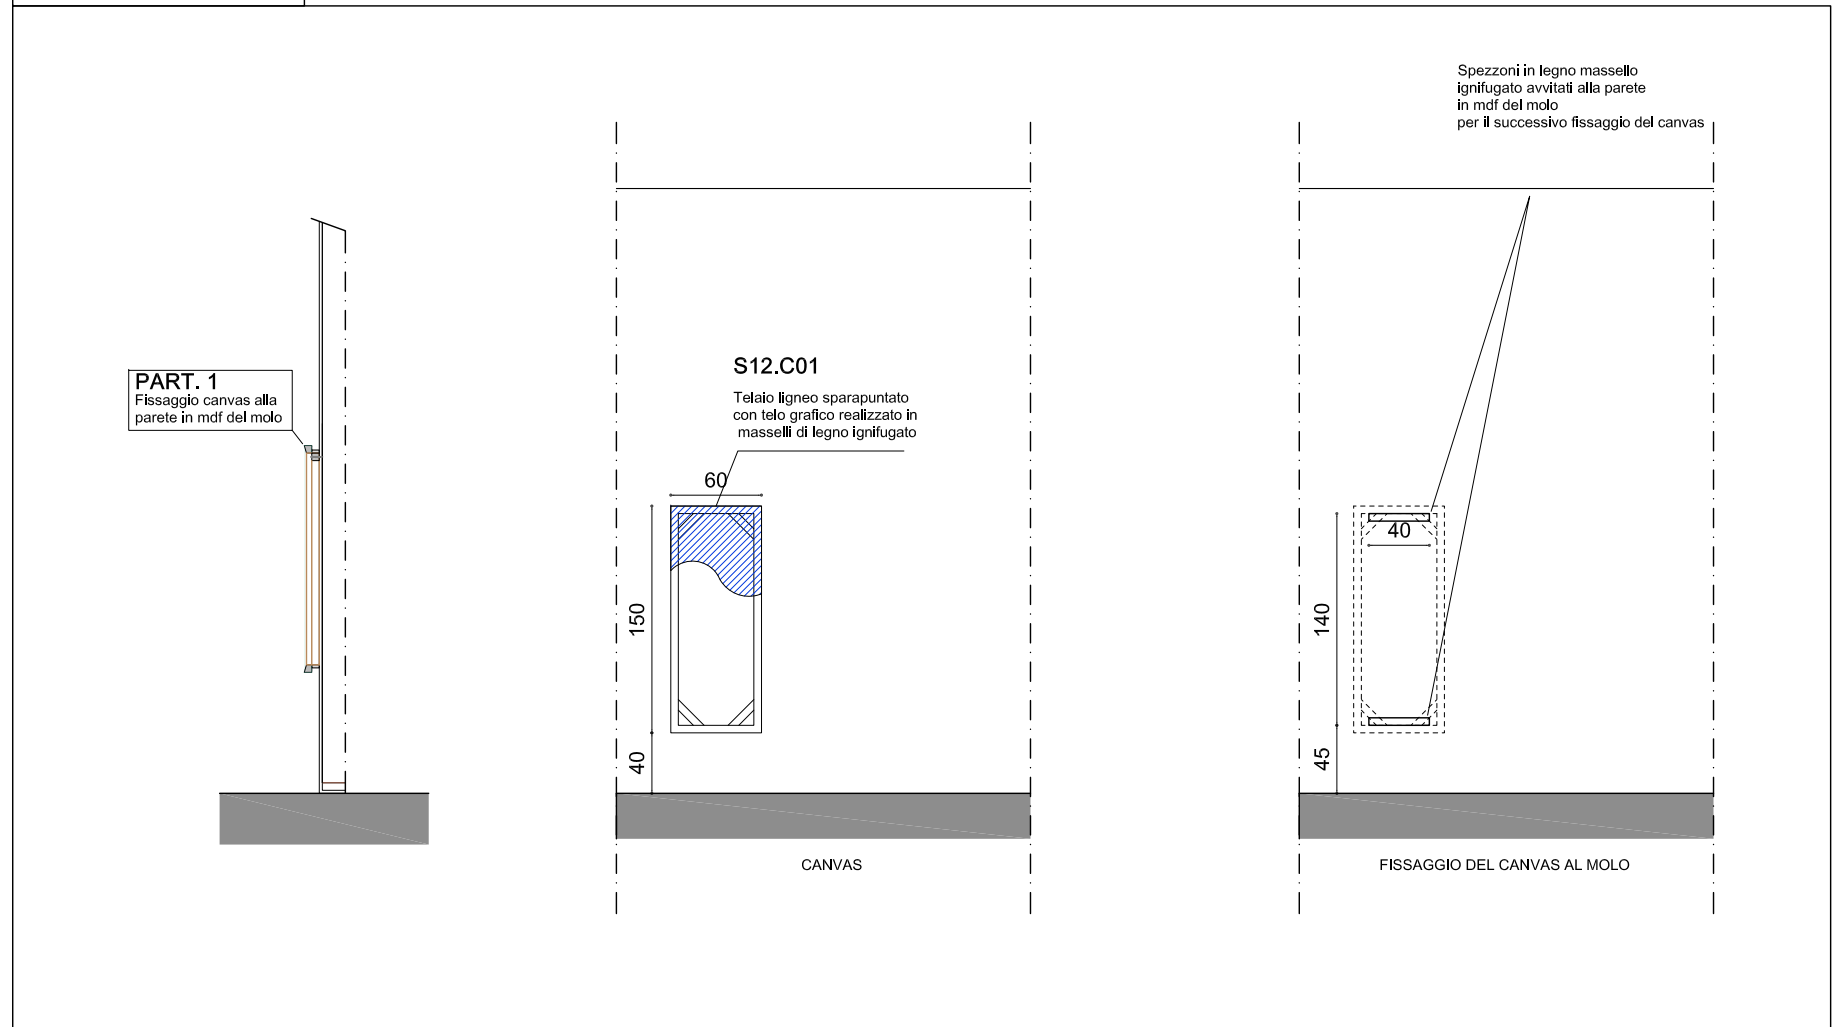 PART. 1
Fissaggio canvas alla
parete in mdf del molo
S12.C01
Telaio ligneo sparapuntato
con telo grafico realizzato in
masselli di legno ignifugato
60
150
40
CANVAS
Spezzoni in legno massello
ignifugato avvitati alla parete
in mdf del molo
per il successivo fissaggio del canvas
40
140
45
FISSAGGIO DEL CANVAS AL MOLO